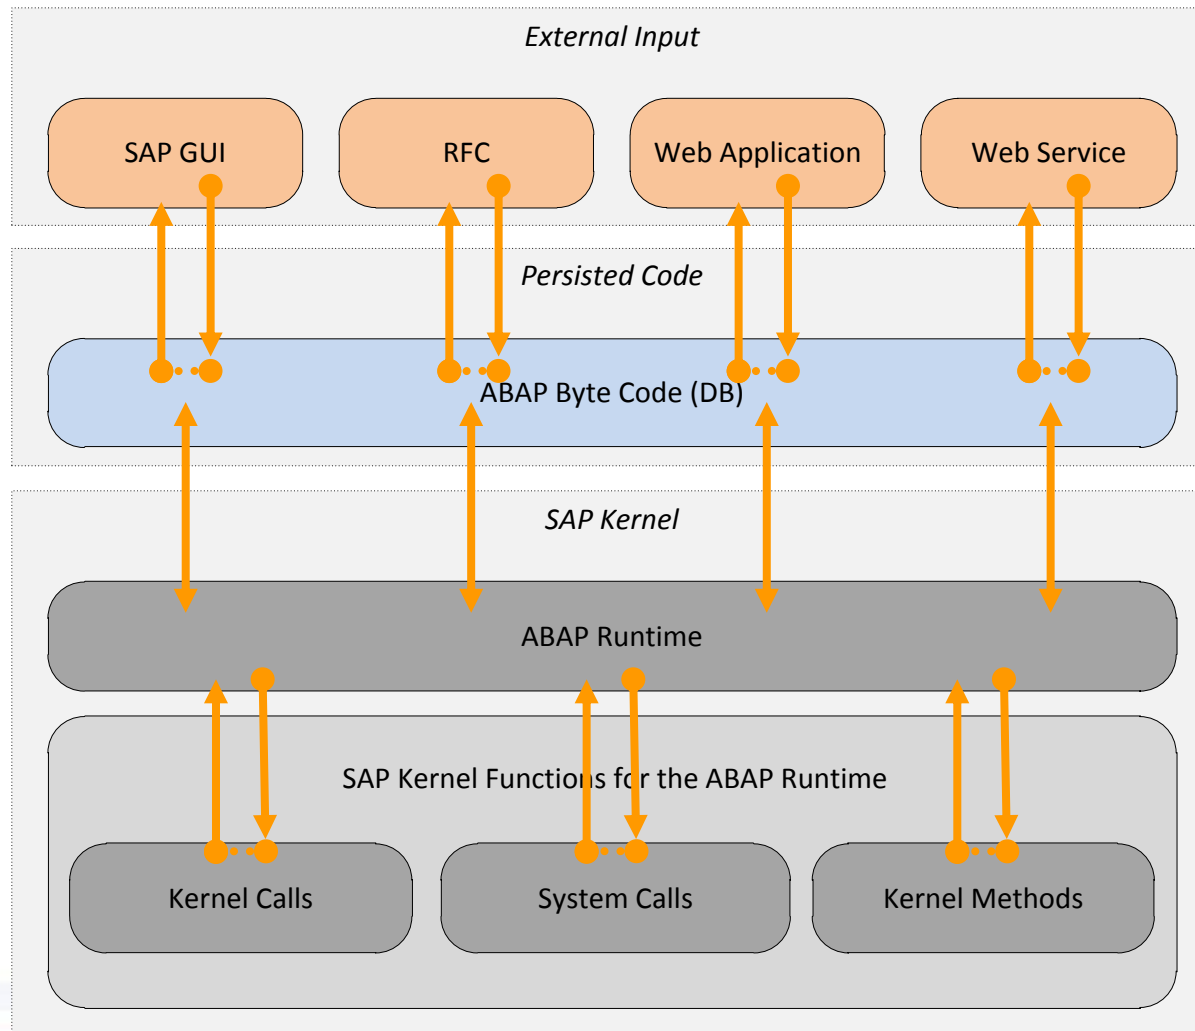 External Input
SAP GUI
RFC
Web Application
Web Service
Persisted Code
ABAP Byte Code (DB)
SAP Kernel
ABAP Runtime
SAP Kernel Functions for the ABAP Runtime
Kernel Calls
System Calls
Kernel Methods